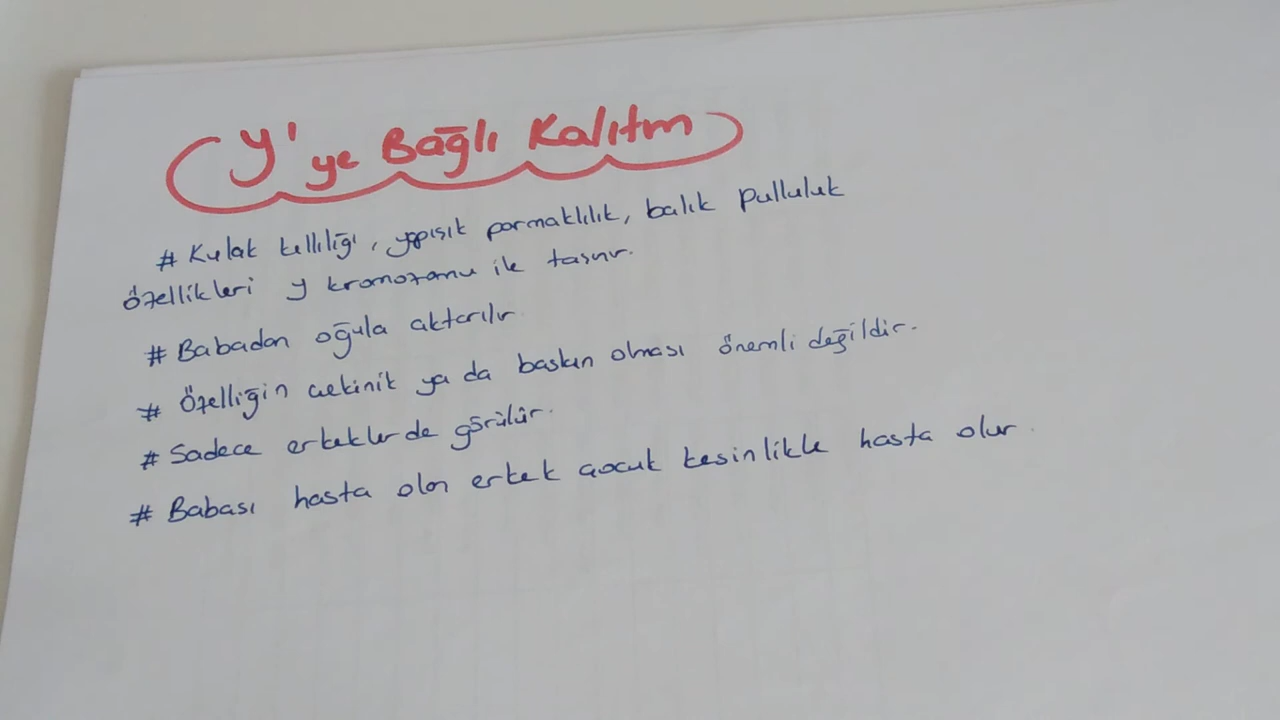 Y'ye Bağlı Kalıtım
# Kulak kıllılığı, yapışık parmaklılık, balık pulluluk
özellikleri y kromozomu ile taşınır.
# Babadan oğula aktarılır
# Özelliğin çekinik ya da baskın olması önemli değildir.
# Sadece erkeklerde görülür.
# Babası hasta olan erkek çocuk kesinlikle hasta olur.